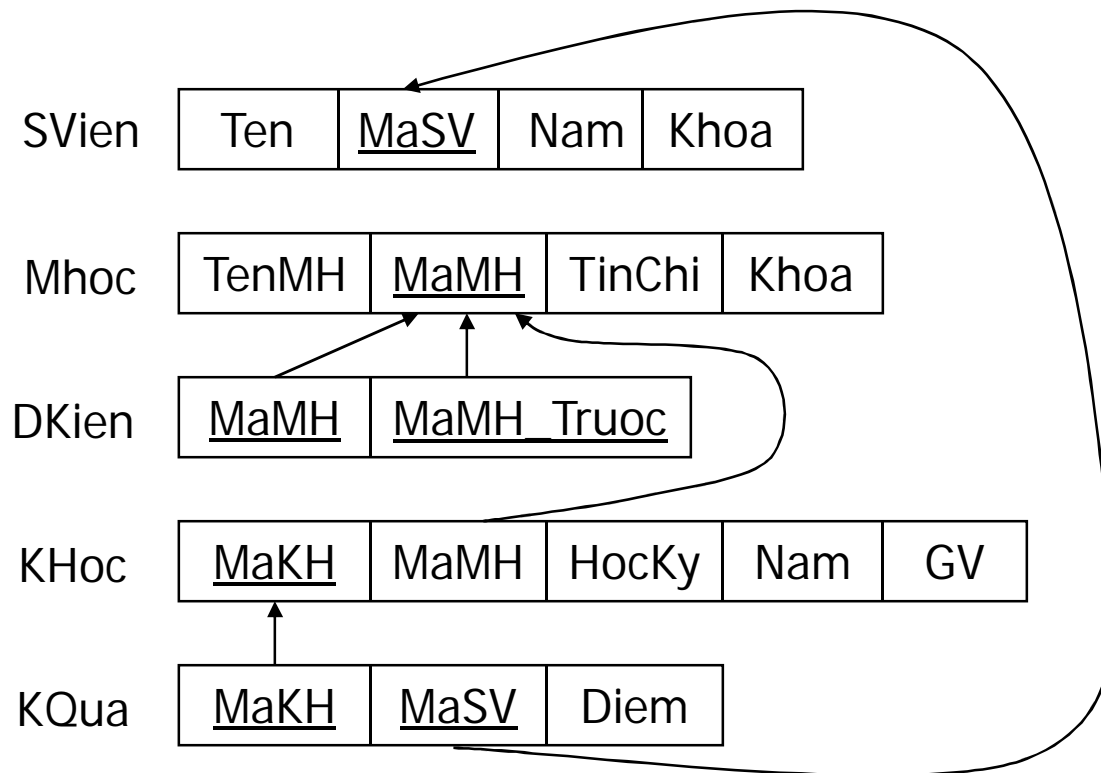 SVien Ten MaSV Nam Khoa
Mhoc TenMH MaMH TinChi Khoa
DKien MaMH MaMH_Truoc
KHoc MaKH MaMH HocKy Nam GV
KQua MaKH MaSV Diem